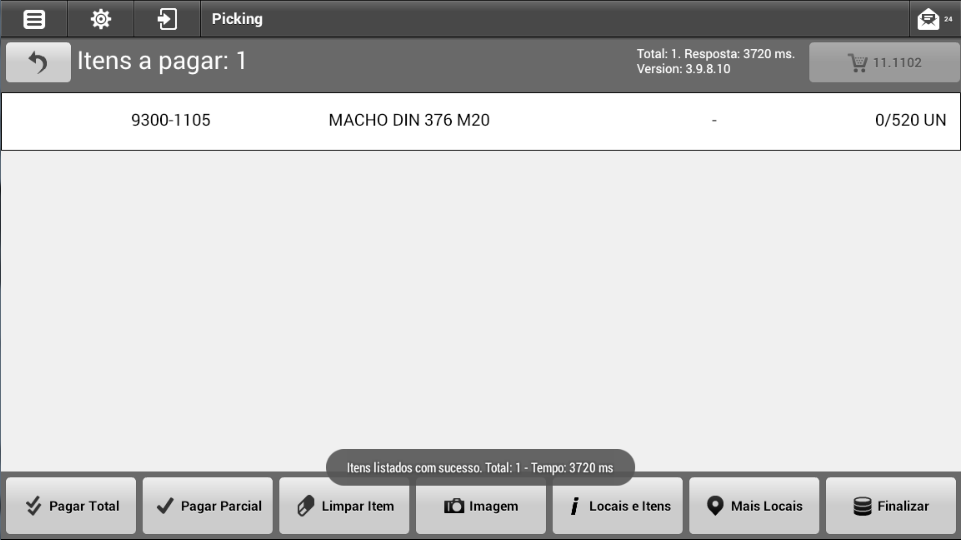 Picking
24
Itens a pagar: 1
Total: 1. Resposta: 3720 ms.
Version: 3.9.8.10
11.1102
9300-1105 MACHO DIN 376 M20 - 0/520 UN
Itens listados com sucesso. Total: 1 - Tempo: 3720 ms
Pagar Total Pagar Parcial Limpar Item Imagem Locais e Itens Mais Locais Finalizar